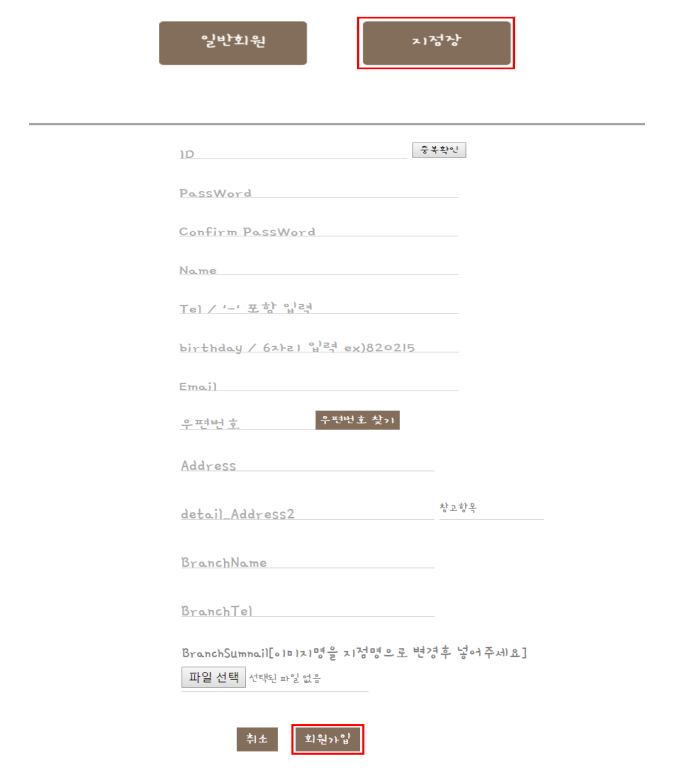 일반회원 지점장
ID 중복확인
PassWord
Confirm PassWord
Name
Tel / '-' 포함 입력
birthday / 6자리 입력 ex)820215
Email
우편번호 우편번호 찾기
Address
detail_Address2 참고항목
BranchName
BranchTel
BranchSumnail[이미지명을 지점명으로 변경후 넣어주세요]
파일 선택 선택된 파일 없음
취소 회원가입